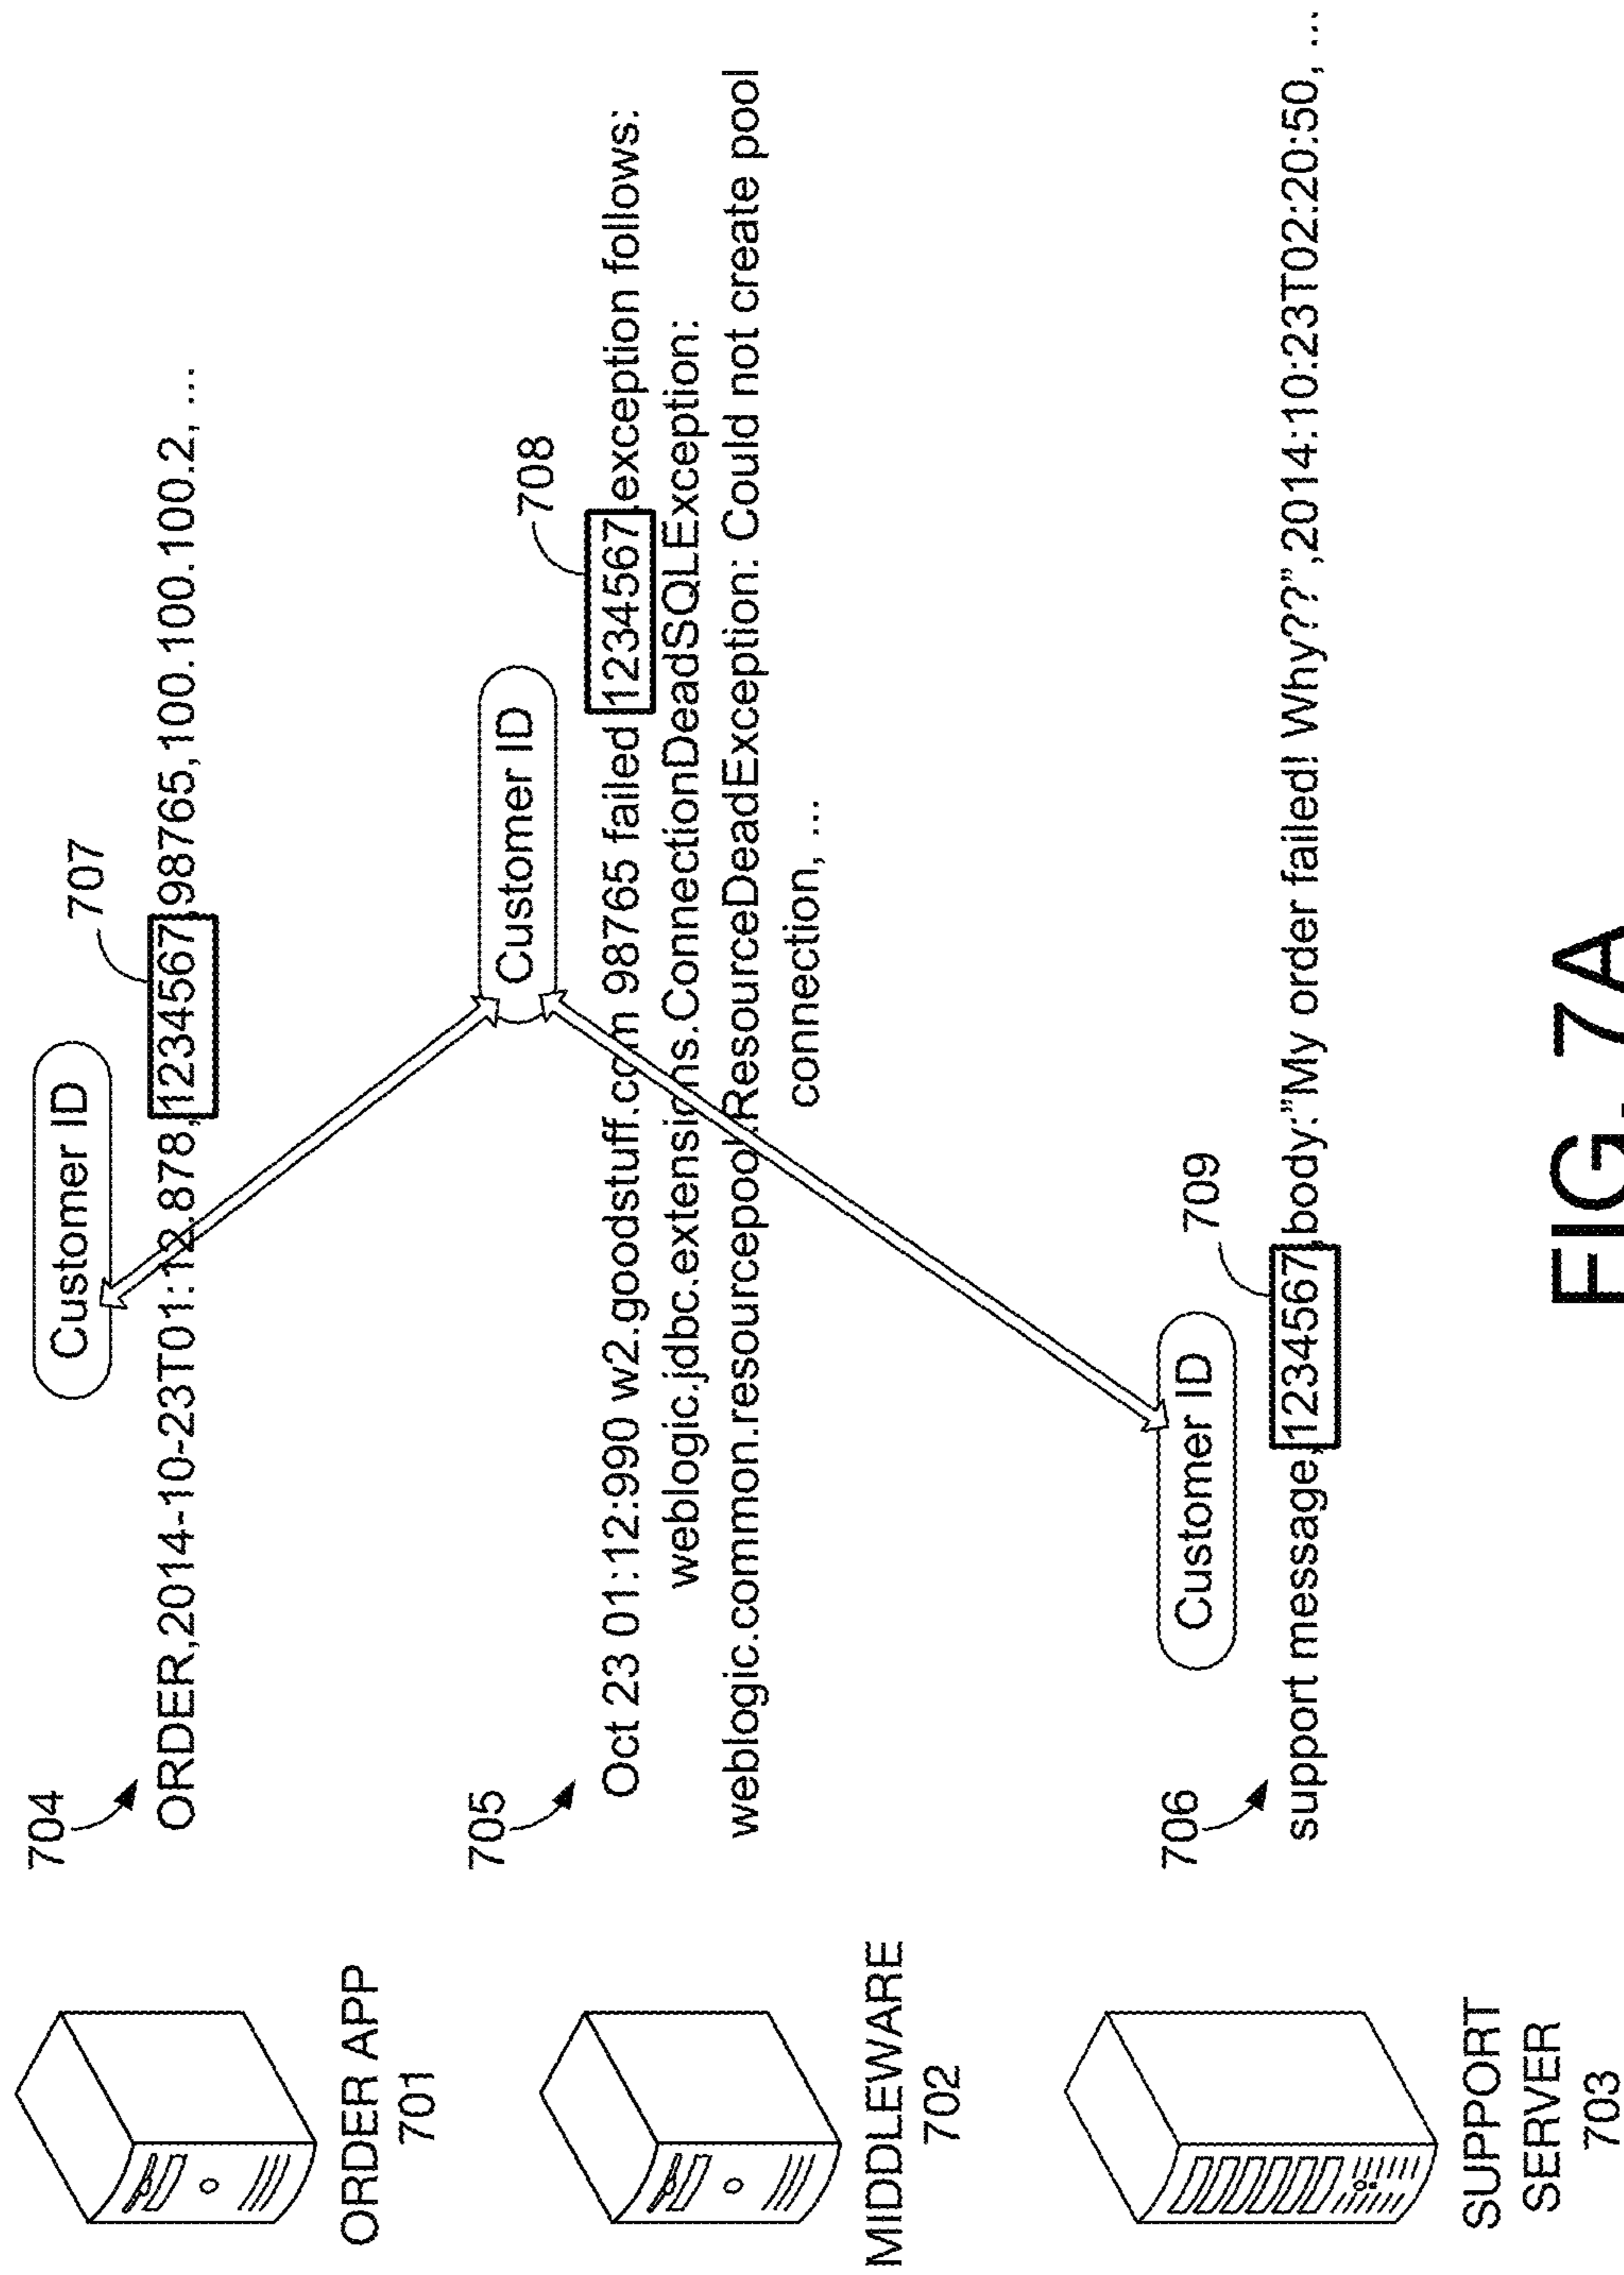 704
Customer ID
707
ORDER,2014-10-23T01:12.878,1234567,98765,100.100.100.2, ...
ORDER APP
701
705
Customer ID
708
Oct 23 01:12:990 w2.goodstuff.com 98765 failed 1234567,exception follows:
weblogic.jdbc.extensions.ConnectionDeadSQLException:
weblogic.common.resourcepool.ResourceDeadException: Could not create pool
connection, ...
MIDDLEWARE
702
706
Customer ID
709
support message,1234567,body:"My order failed! Why??",2014:10:23T02:20:50, ...
SUPPORT
SERVER
703
FIG. 7A